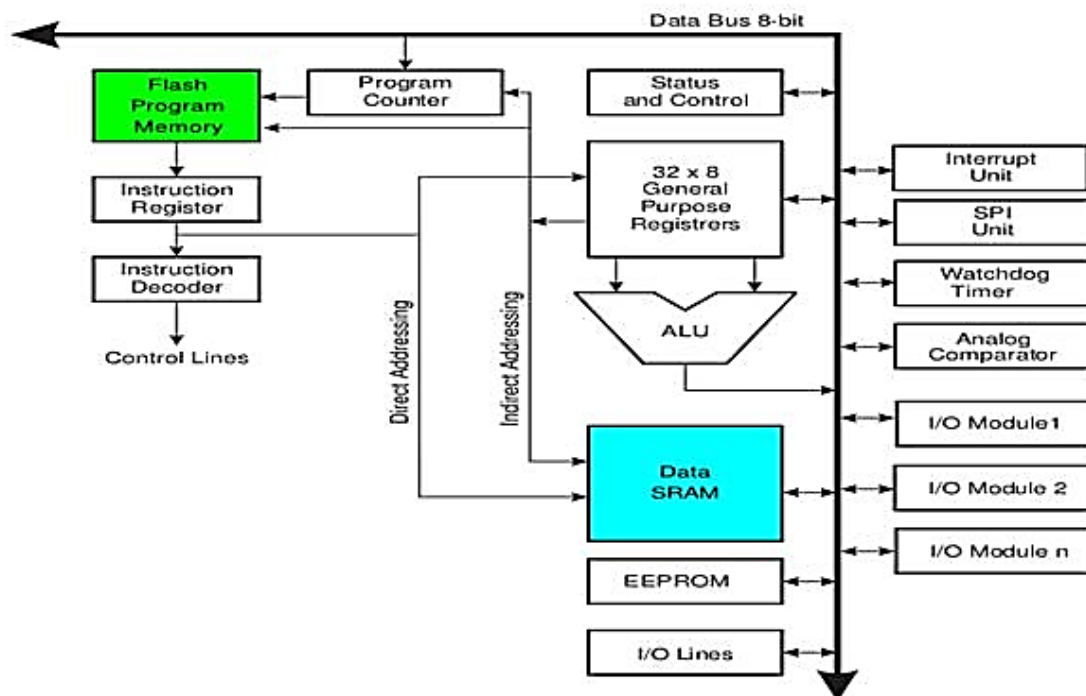 Data Bus 8-bit
Flash
Program
Memory
Program
Counter
Status
and Control
Instruction
Register
32 x 8
General
Purpose
Registrers
Interrupt
Unit
SPI
Unit
Instruction
Decoder
Watchdog
Timer
ALU
Analog
Comparator
Control Lines
Direct Addressing
Indirect Addressing
I/O Module1
Data
SRAM
I/O Module 2
I/O Module n
EEPROM
I/O Lines